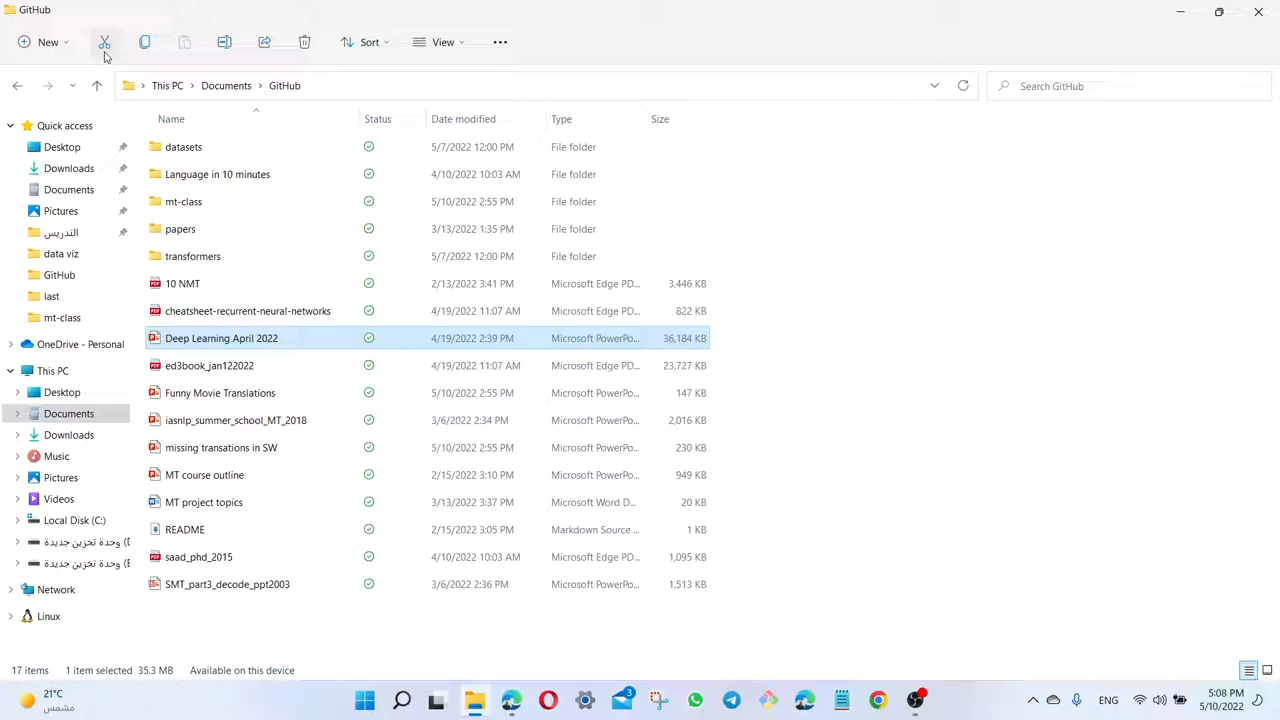 GitHub
New
Sort
View
This PC > Documents > GitHub
Search GitHub
Name Status Date modified Type Size
Quick access
Desktop
Downloads
Documents
Pictures
التدريس
data viz
GitHub
last
mt-class
OneDrive - Personal
This PC
Desktop
Documents
Downloads
Music
Pictures
Videos
Local Disk (C:)
وحدة تخزين جديدة (D
وحدة تخزين جديدة (E
Network
Linux
datasets 5/7/2022 12:00 PM File folder
Language in 10 minutes 4/10/2022 10:03 AM File folder
mt-class 5/10/2022 2:55 PM File folder
papers 3/13/2022 1:35 PM File folder
transformers 5/7/2022 12:00 PM File folder
10 NMT 2/13/2022 3:41 PM Microsoft Edge PD... 3,446 KB
cheatsheet-recurrent-neural-networks 4/19/2022 11:07 AM Microsoft Edge PD... 822 KB
Deep Learning April 2022 4/19/2022 2:39 PM Microsoft PowerPo... 36,184 KB
ed3book_jan122022 4/19/2022 11:07 AM Microsoft Edge PD... 23,727 KB
Funny Movie Translations 5/10/2022 2:55 PM Microsoft PowerPo... 147 KB
iasnlp_summer_school_MT_2018 3/6/2022 2:34 PM Microsoft PowerPo... 2,016 KB
missing transations in SW 5/10/2022 2:55 PM Microsoft PowerPo... 230 KB
MT course outline 2/15/2022 3:10 PM Microsoft PowerPo... 949 KB
MT project topics 3/13/2022 3:37 PM Microsoft Word D... 20 KB
README 2/15/2022 3:05 PM Markdown Source ... 1 KB
saad_phd_2015 4/10/2022 10:03 AM Microsoft Edge PD... 1,095 KB
SMT_part3_decode_ppt2003 3/6/2022 2:36 PM Microsoft PowerPo... 1,513 KB
17 items 1 item selected 35.3 MB Available on this device
21°C
مشمس
3
ENG
5:08 PM
5/10/2022